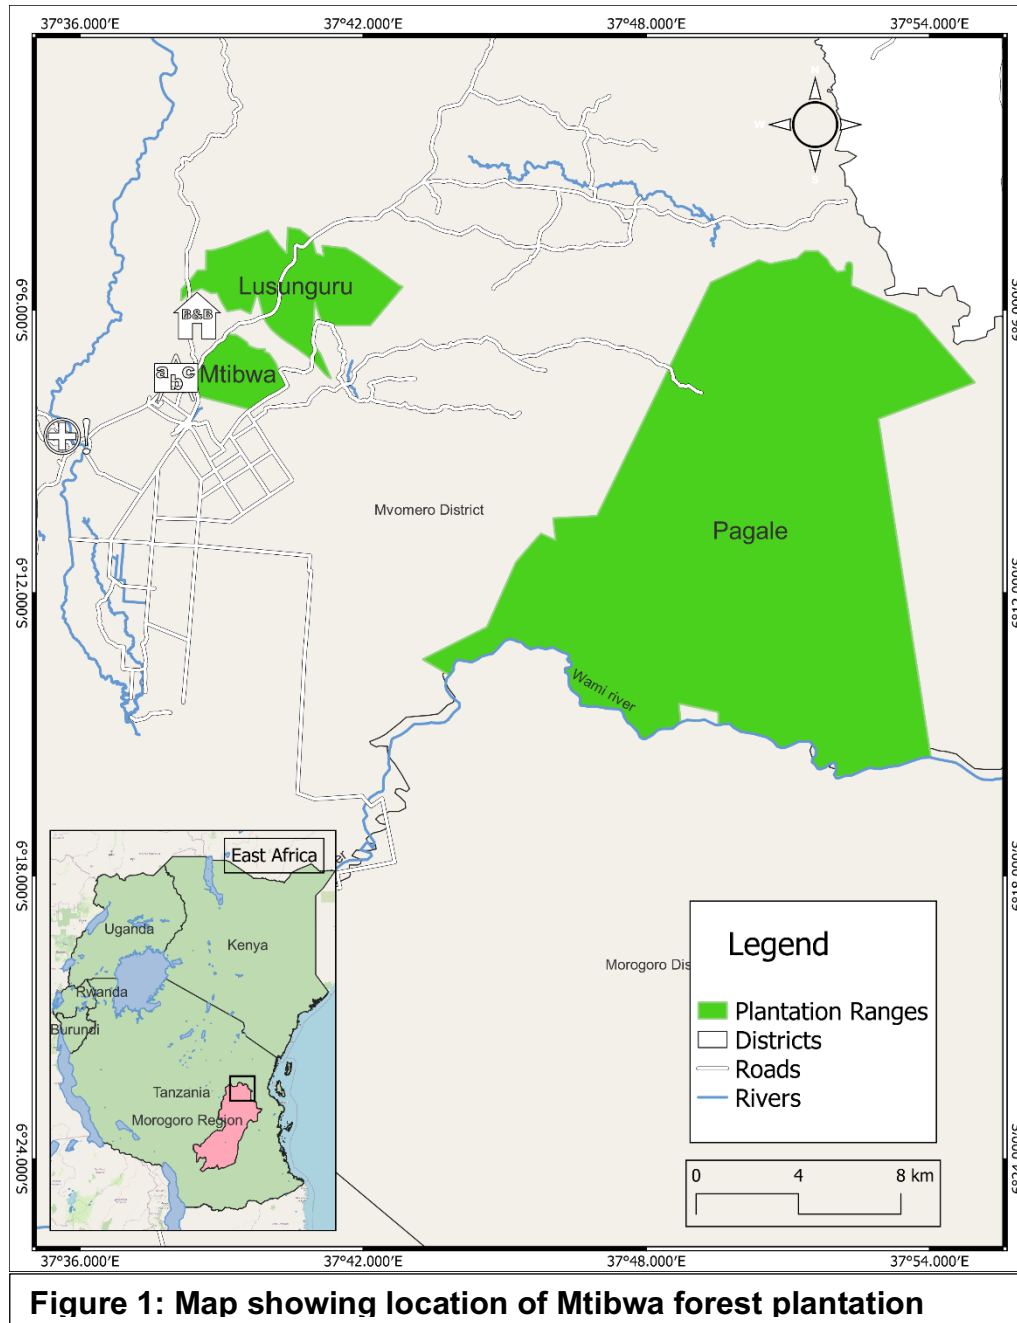 37°36.000′E 37°42.000′E 37°48.000′E 37°54.000′E
N
W
S
Lusunguru
B&B
6°6.000′S
Mtibwa
abc
Mvomero District
Pagale
6°12.000′S
Wami river
East Africa
Uganda
Kenya
Rwanda
Burundi
Tanzania
Morogoro Region
6°18.000′S
Morogoro Dis
Legend
Plantation Ranges
Districts
Roads
Rivers
0 4 8 km
6°24.000′S
37°36.000′E 37°42.000′E 37°48.000′E 37°54.000′E
Figure 1: Map showing location of Mtibwa forest plantation